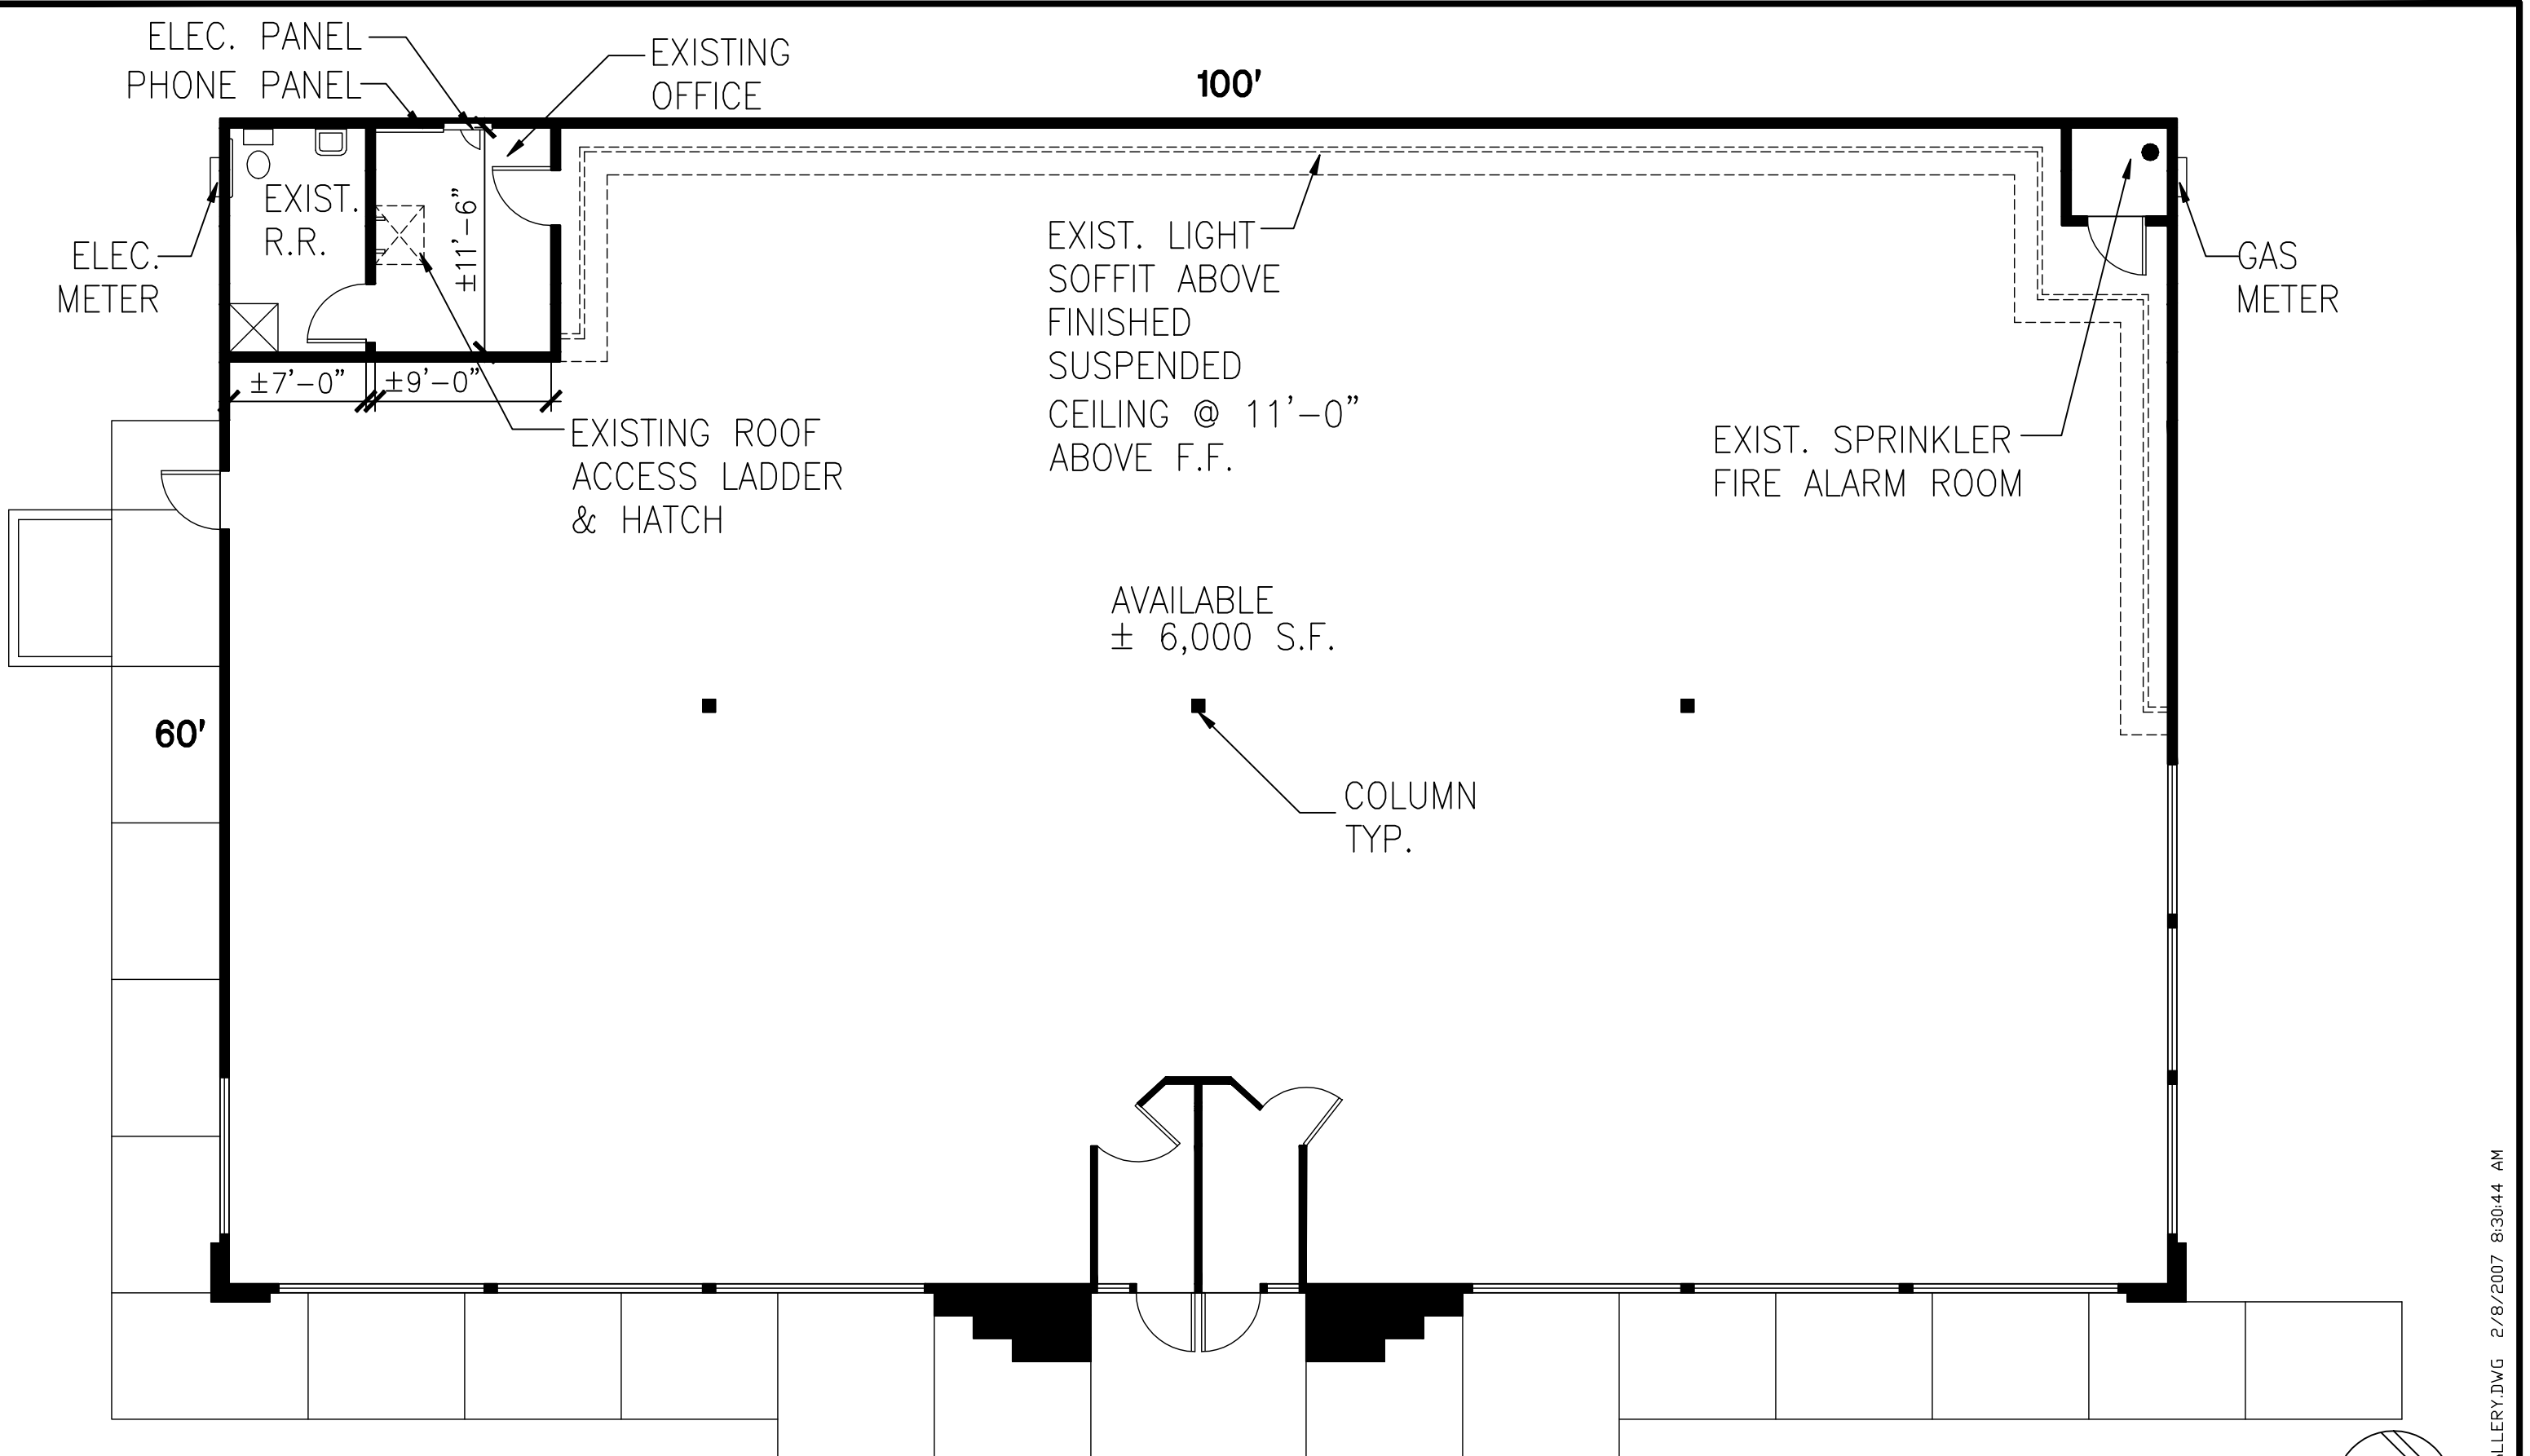 ELEC. PANEL
PHONE PANEL
EXISTING
OFFICE
100'
EXIST.
R.R.
±11'-6"
ELEC.
METER
±7'-0"
±9'-0"
EXISTING ROOF
ACCESS LADDER
& HATCH
EXIST. LIGHT
SOFFIT ABOVE
FINISHED
SUSPENDED
CEILING @ 11'-0"
ABOVE F.F.
EXIST. SPRINKLER
FIRE ALARM ROOM
GAS
METER
AVAILABLE
± 6,000 S.F.
60'
COLUMN
TYP.
LLERY.DWG 2/8/2007 8:30:44 AM